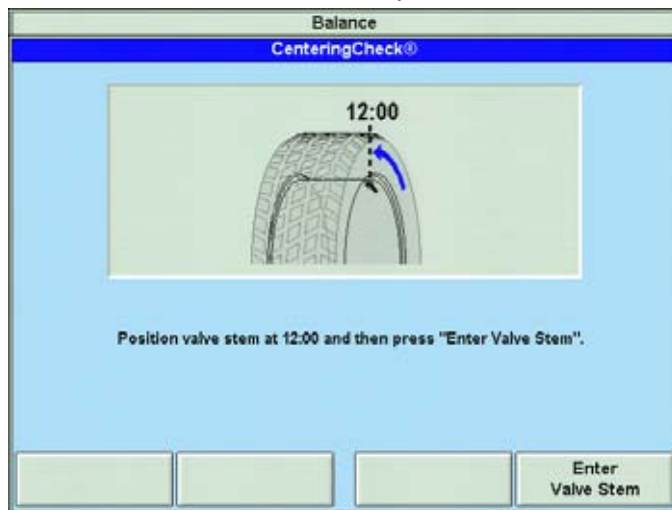 Balance
CenteringCheck®
12:00
Position valve stem at 12:00 and then press "Enter Valve Stem".
Enter
Valve Stem